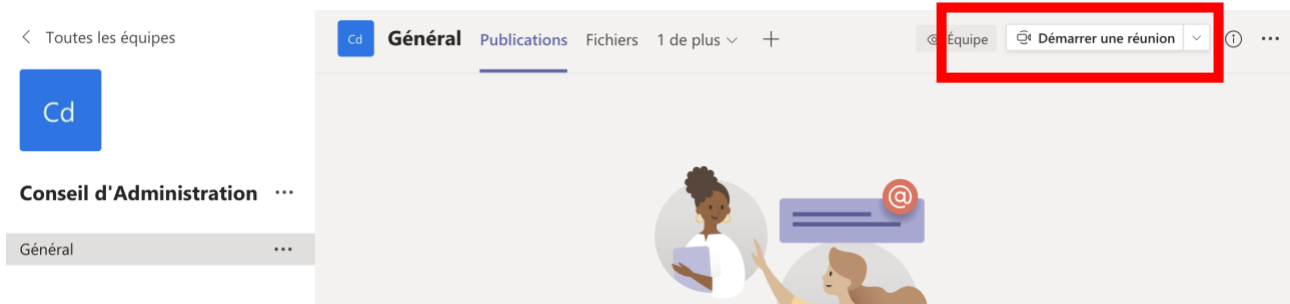 Toutes les équipes
Cd
Conseil d'Administration
Général
Cd Général Publications Fichiers 1 de plus
Équipe Démarrer une réunion
@